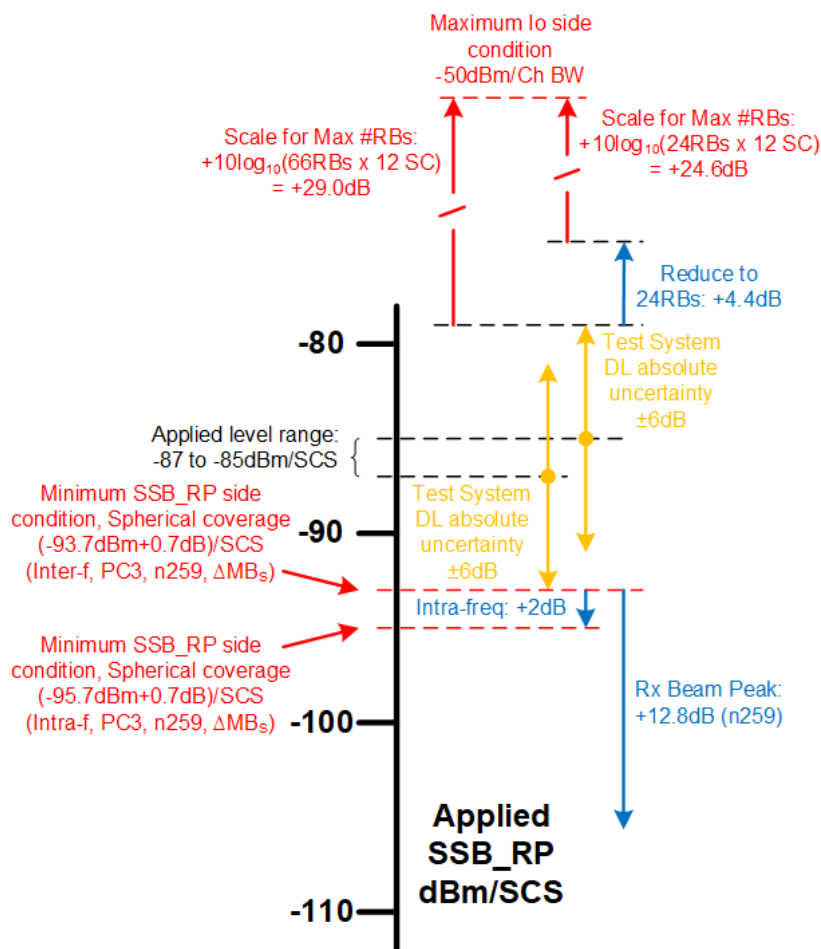 Maximum Io side
condition
-50dBm/Ch BW
Scale for Max #RBs:
+10log₁₀(66RBs x 12 SC)
= +29.0dB
Scale for Max #RBs:
+10log₁₀(24RBs x 12 SC)
= +24.6dB
Reduce to
24RBs: +4.4dB
-80
Test System
DL absolute
uncertainty
±6dB
Applied level range:
-87 to -85dBm/SCS
Minimum SSB_RP side
condition, Spherical coverage
(-93.7dBm+0.7dB)/SCS
(Inter-f, PC3, n259, ΔMBₛ)
Test System
DL absolute
uncertainty
±6dB
-90
Intra-freq: +2dB
Minimum SSB_RP side
condition, Spherical coverage
(-95.7dBm+0.7dB)/SCS
(Intra-f, PC3, n259, ΔMBₛ)
Rx Beam Peak:
+12.8dB (n259)
-100
Applied
SSB_RP
dBm/SCS
-110